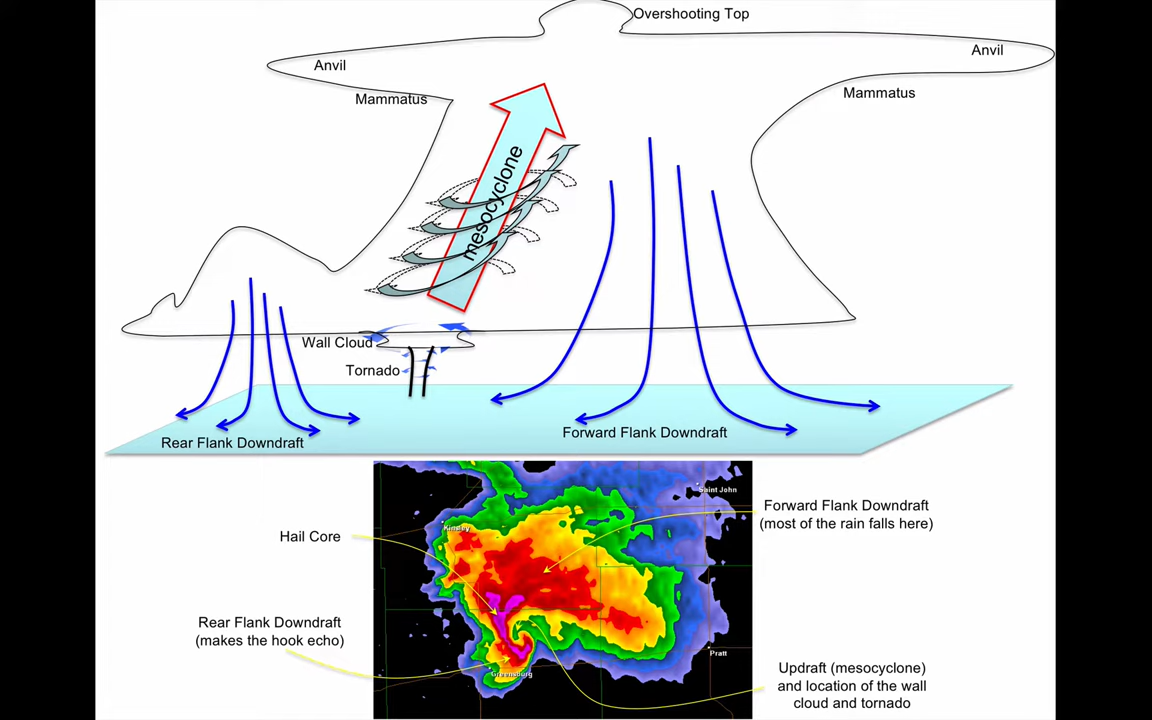 Overshooting Top
Anvil
Anvil
Mammatus
Mammatus
mesocyclone
Wall Cloud
Tornado
Rear Flank Downdraft
Forward Flank Downdraft
Saint John
Kinsley
Hail Core
Forward Flank Downdraft
(most of the rain falls here)
Rear Flank Downdraft
(makes the hook echo)
Pratt
Greensburg
Updraft (mesocyclone)
and location of the wall
cloud and tornado